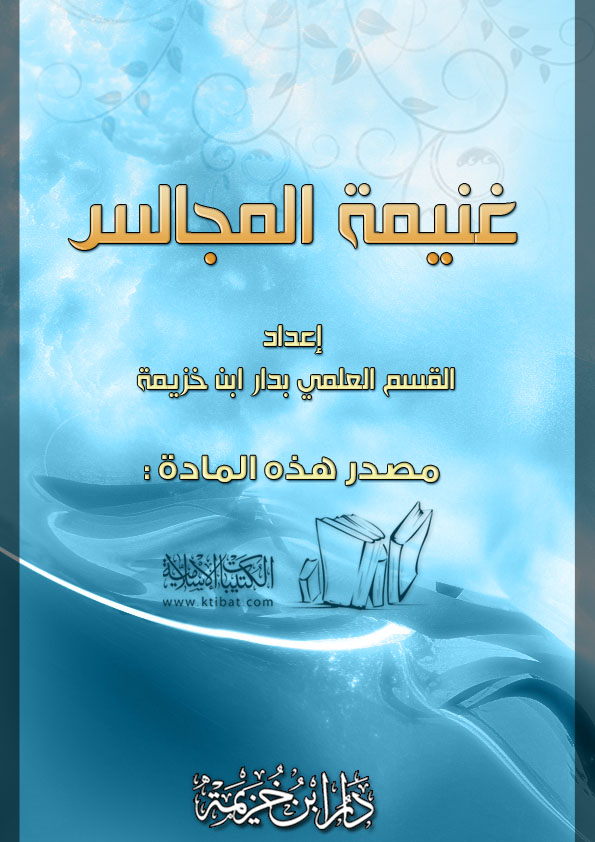 غنيمة المجالس
إعداد
القسم العلمي بدار ابن خزيمة
مصدر هذه المادة :
الكتيبات الإسلامية
www.ktibat.com
دار ابن خزيمة